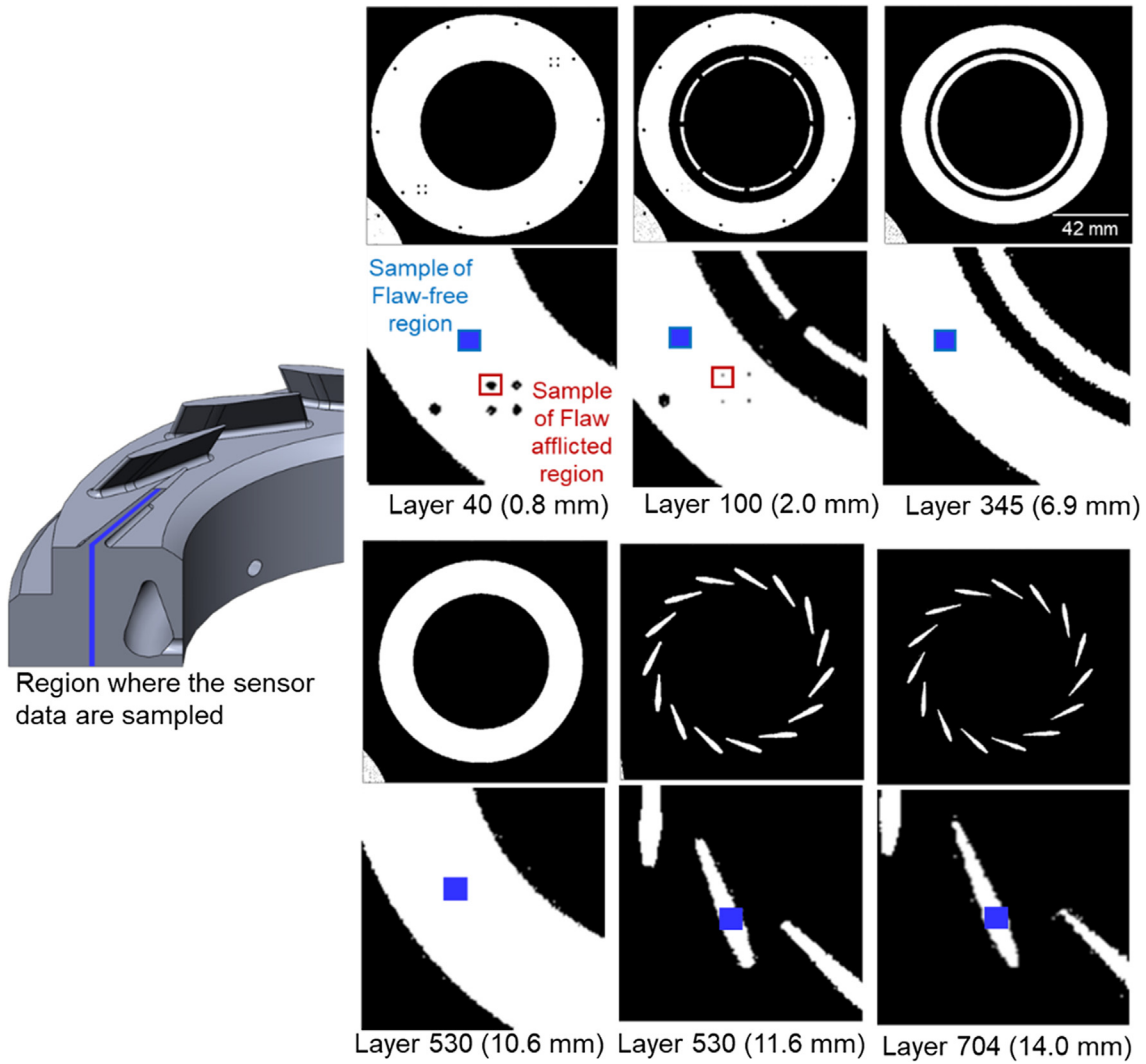 42 mm
Sample of
Flaw-free
region
Sample
of Flaw
afflicted
region
Layer 40 (0.8 mm)
Layer 100 (2.0 mm)
Layer 345 (6.9 mm)
Region where the sensor
data are sampled
Layer 530 (10.6 mm)
Layer 530 (11.6 mm)
Layer 704 (14.0 mm)